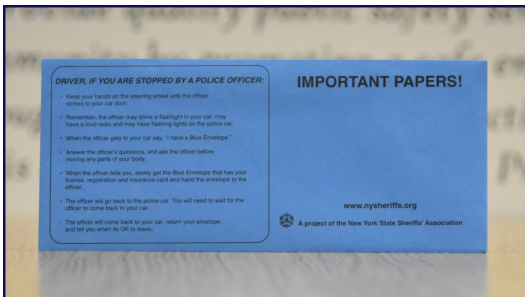 DRIVER, IF YOU ARE STOPPED BY A POLICE OFFICER:
• Keep your hands on the steering wheel until the officer
comes to your car door.
• Remember, the officer may shine a flashlight in your car, may
have a loud radio and may have flashing lights on the police car.
• When the officer gets to your car say, "I have a Blue Envelope."
• Answer the officer's questions, and ask the officer before
moving any parts of your body.
• When the officer tells you, slowly get the Blue Envelope that has your
license, registration and insurance card and hand the envelope to the
officer.
• The officer will go back to the police car. You will need to wait for the
officer to come back to your car.
• The officer will come back to your car, return your envelope,
and tell you when its OK to leave.
IMPORTANT PAPERS!
www.nysheriffs.org
A project of the New York State Sheriffs' Association